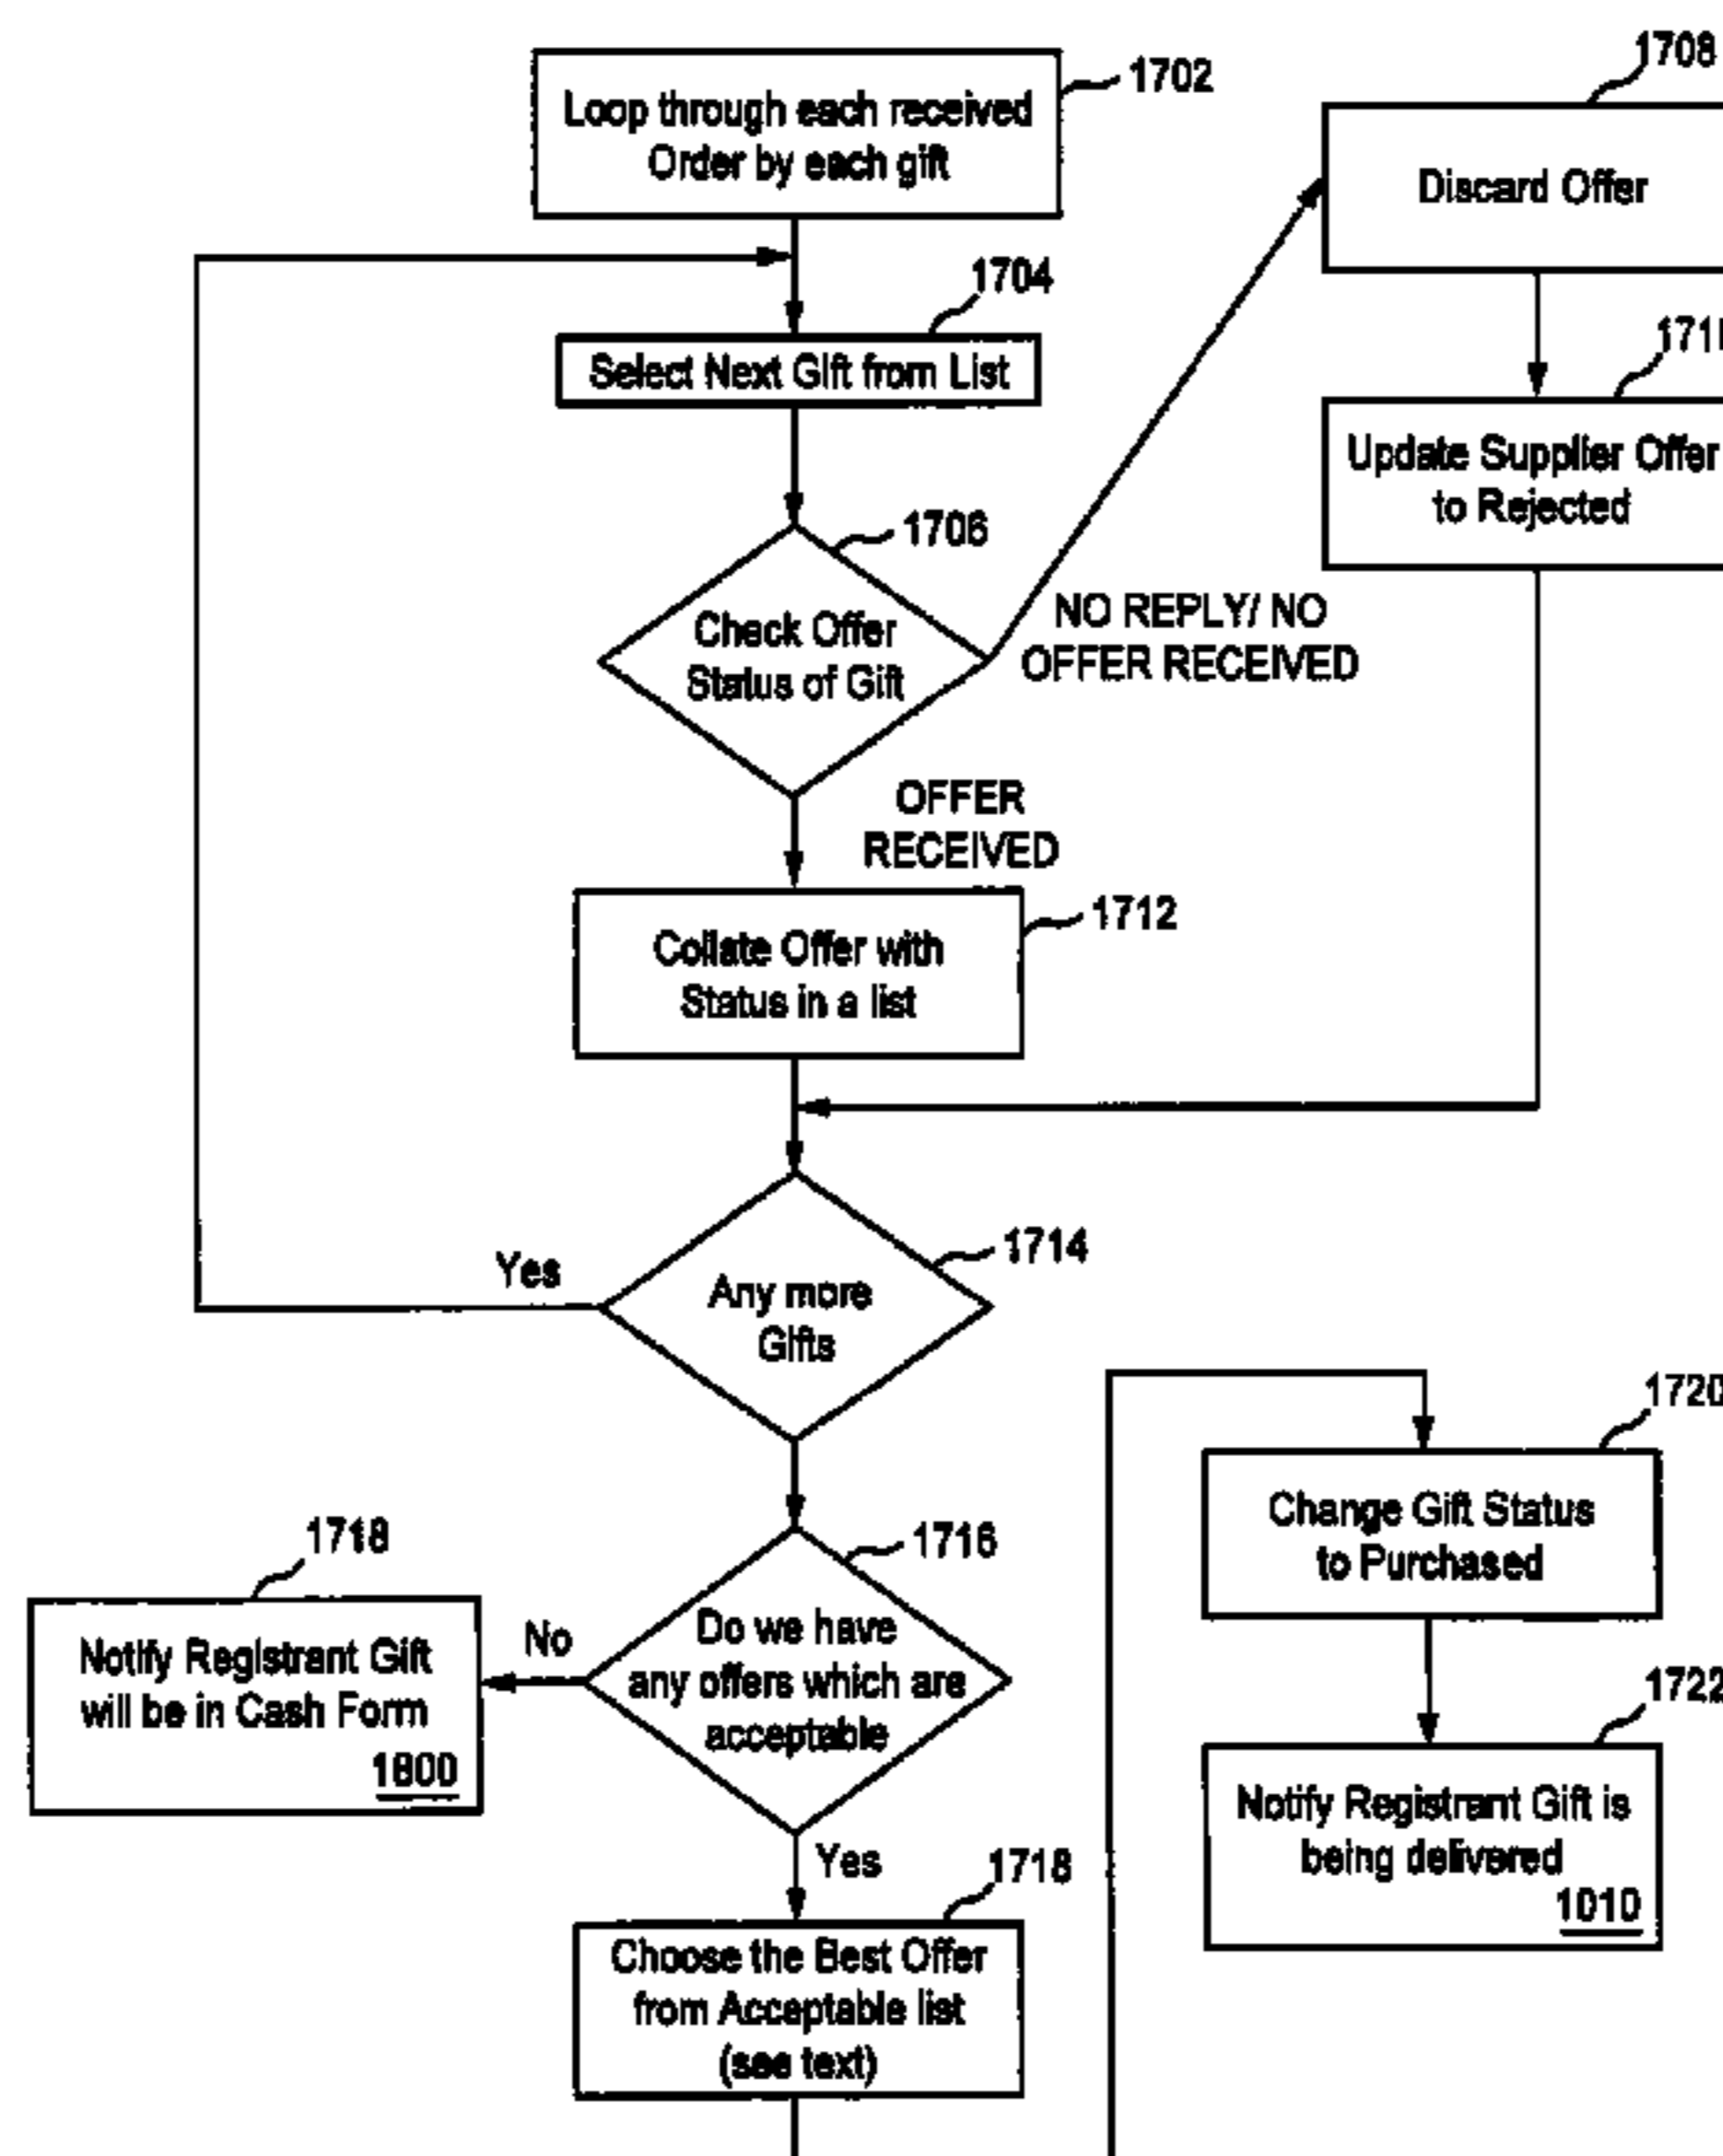 1702
Loop through each received
Order by each gift
1708
Discard Offer
1704
Select Next Gift from List
Update Supplier Offer
to Rejected
1706
Check Offer
Status of Gift
NO REPLY/ NO
OFFER RECEIVED
OFFER
RECEIVED
1712
Collate Offer with
Status in a list
1714
Any more
Gifts
Yes
1720
Change Gift Status
to Purchased
1716
Do we have
any offers which are
acceptable
No
1718
Notify Registrant Gift
will be in Cash Form
1800
Yes
1722
Notify Registrant Gift is
being delivered
1010
1718
Choose the Best Offer
from Acceptable list
(see text)